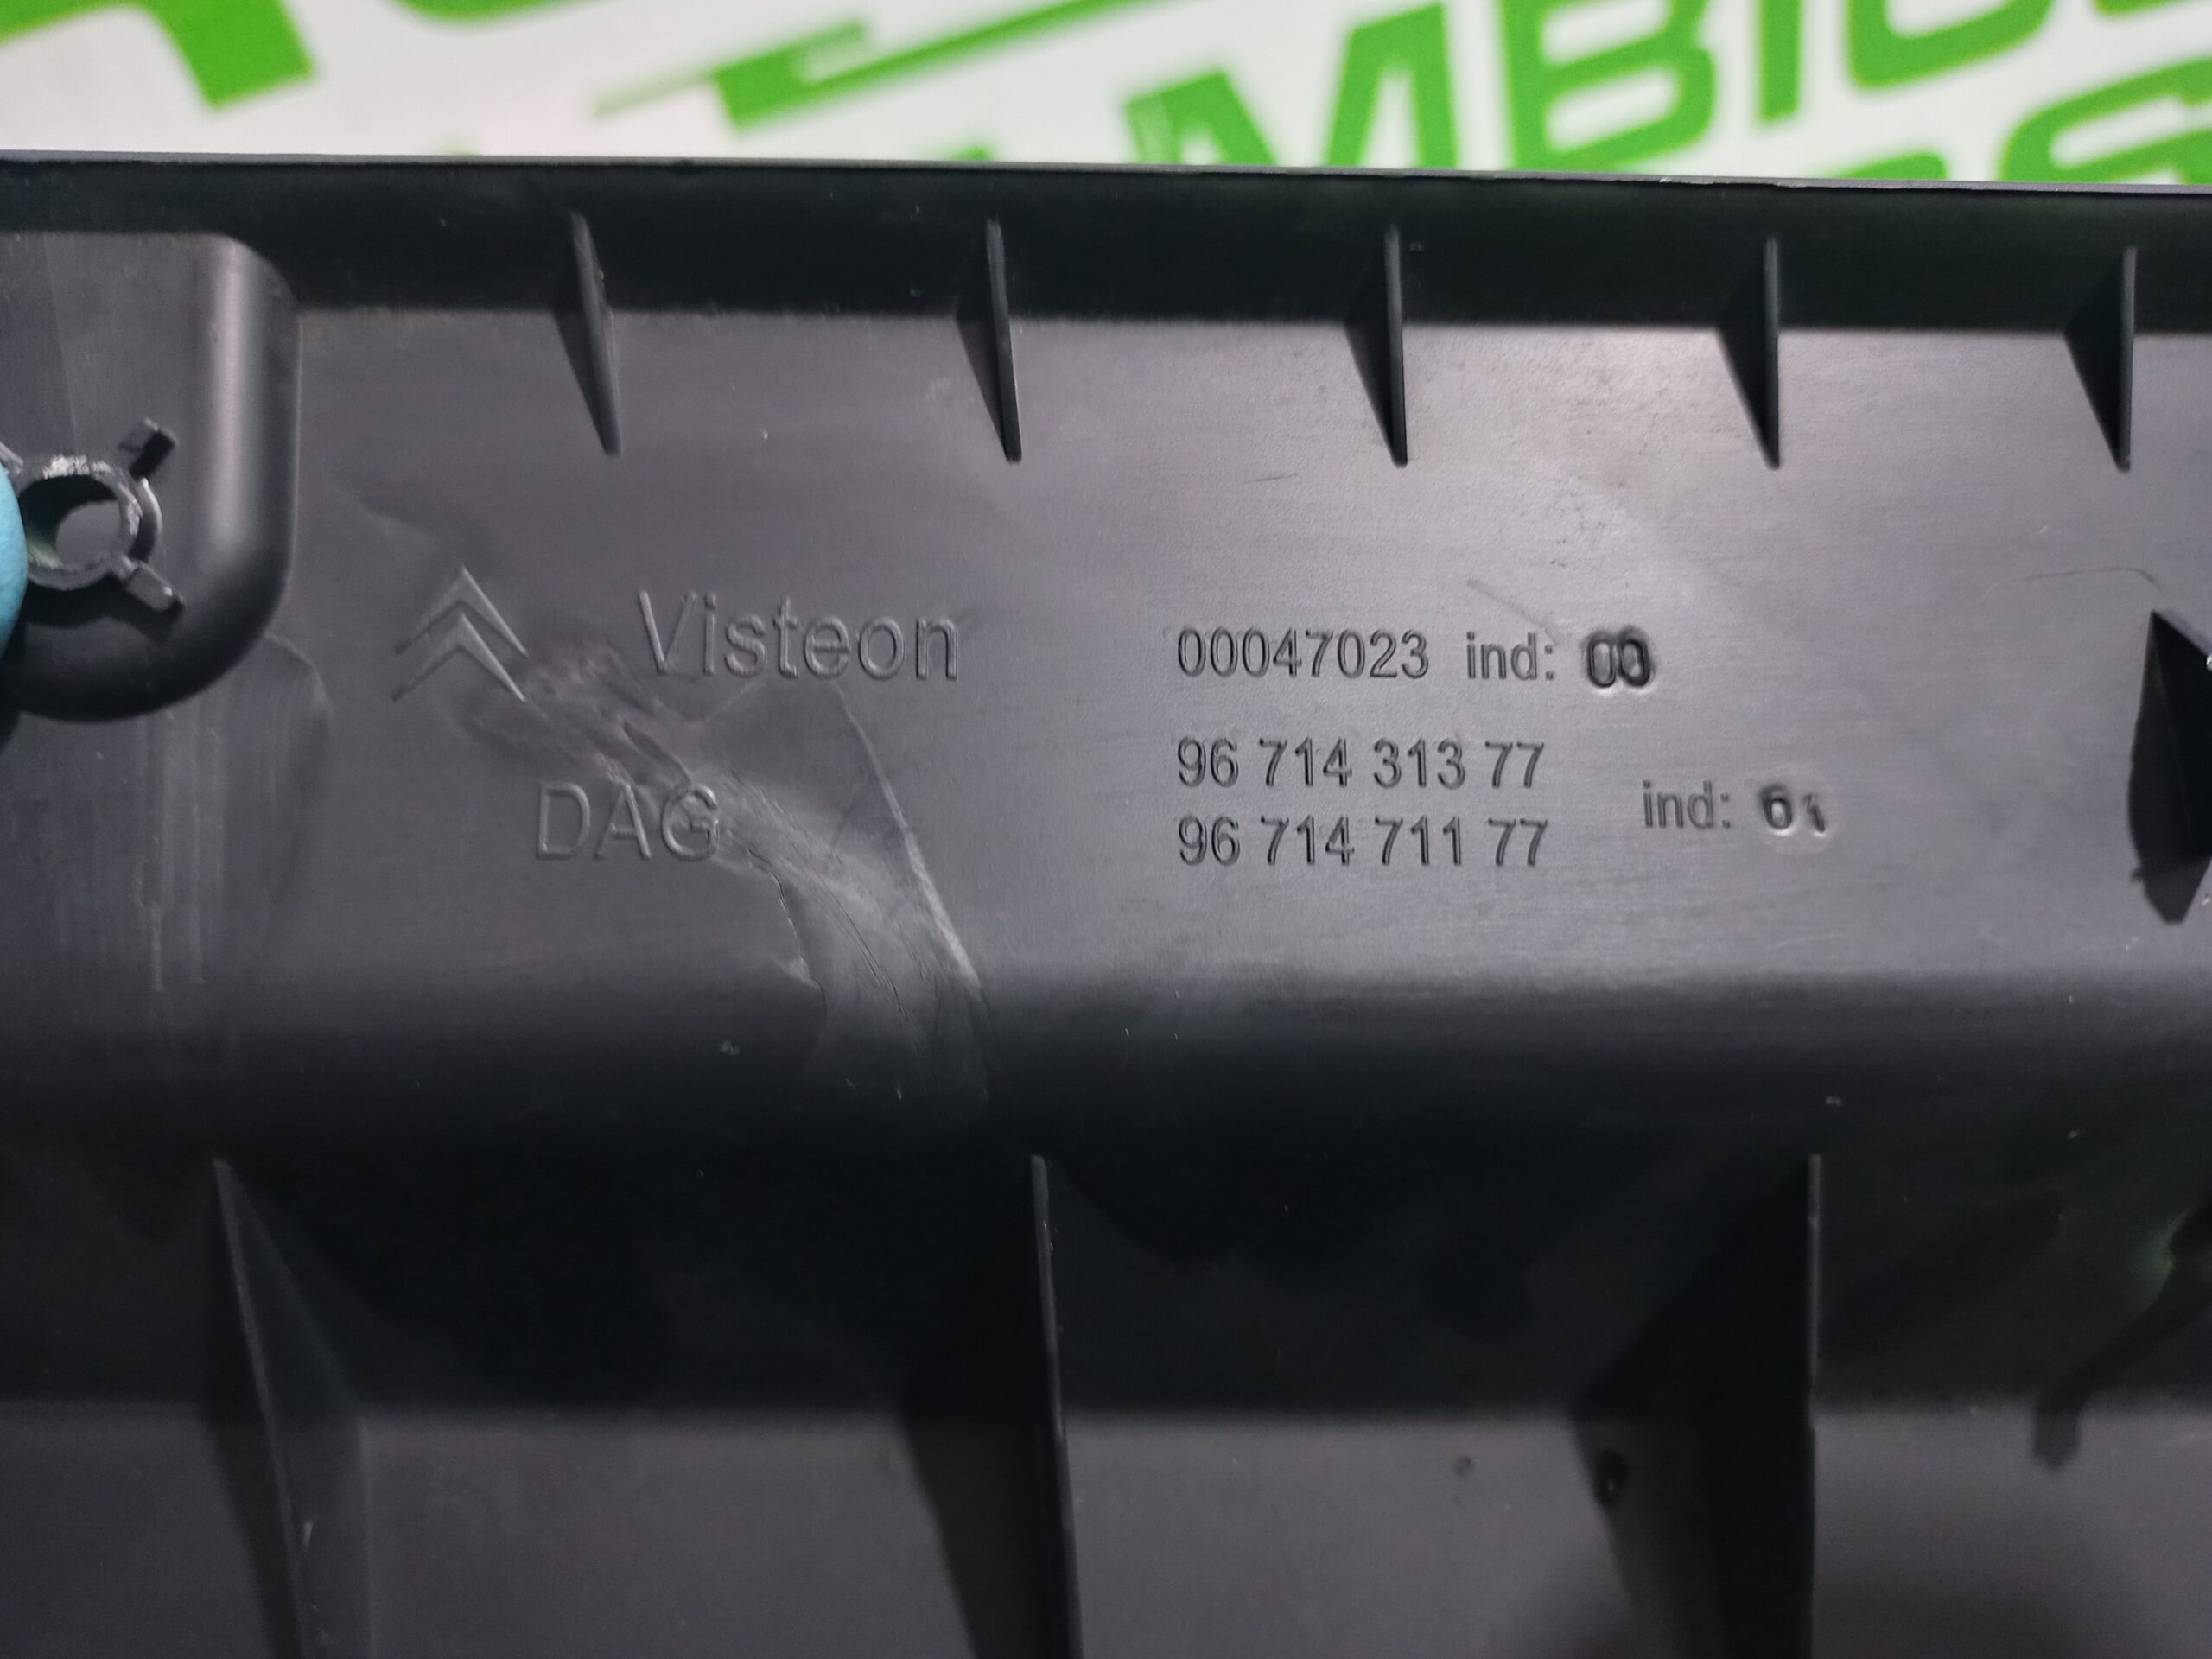 Visteon
DAG
00047023 ind: 00
96 714 313 77
96 714 711 77
ind: 01